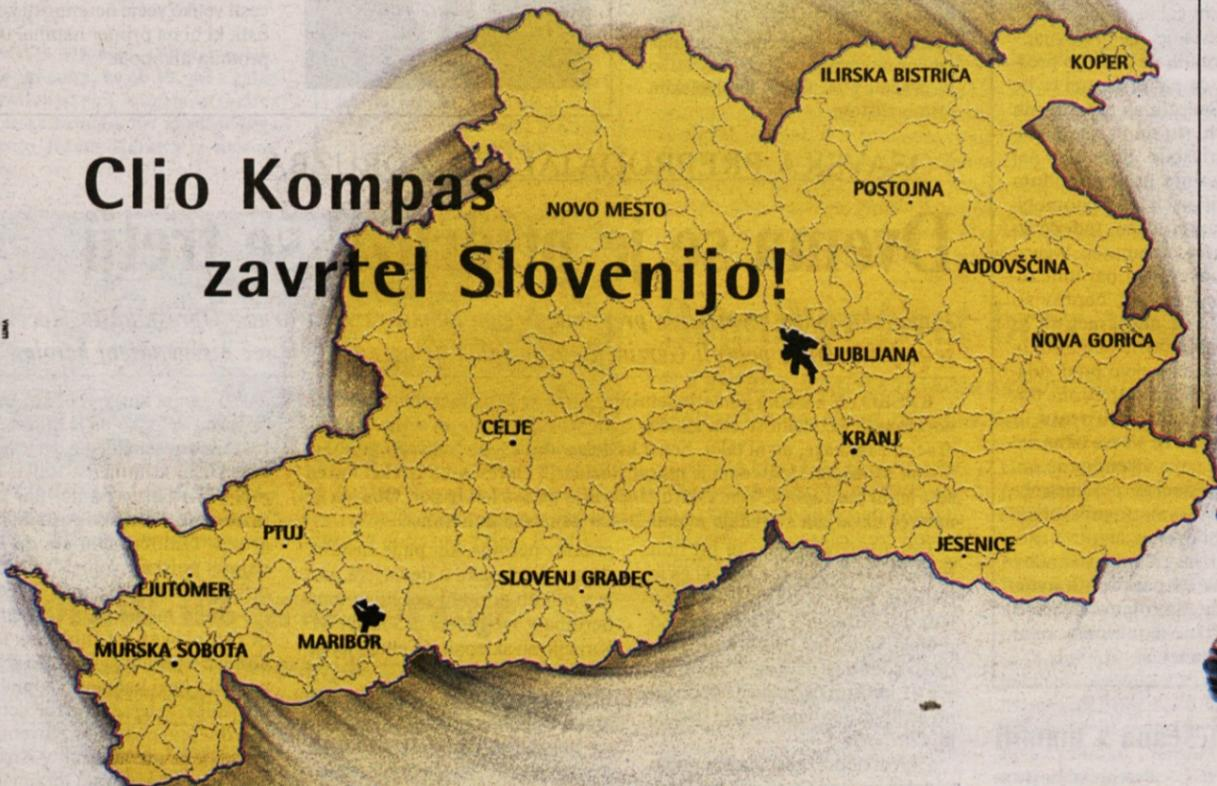 KOPER
ILIRSKA BISTRICA
Clio Kompas
POSTOJNA
NOVO MESTO
zavrtel Slovenijo!
AJDOVŠČINA
NOVA GORICA
LJUBLJANA
CELJE
KRANJ
PTUJ
JESENICE
SLOVENJ GRADEC
LJUTOMER
MARIBOR
MURSKA SOBOTA